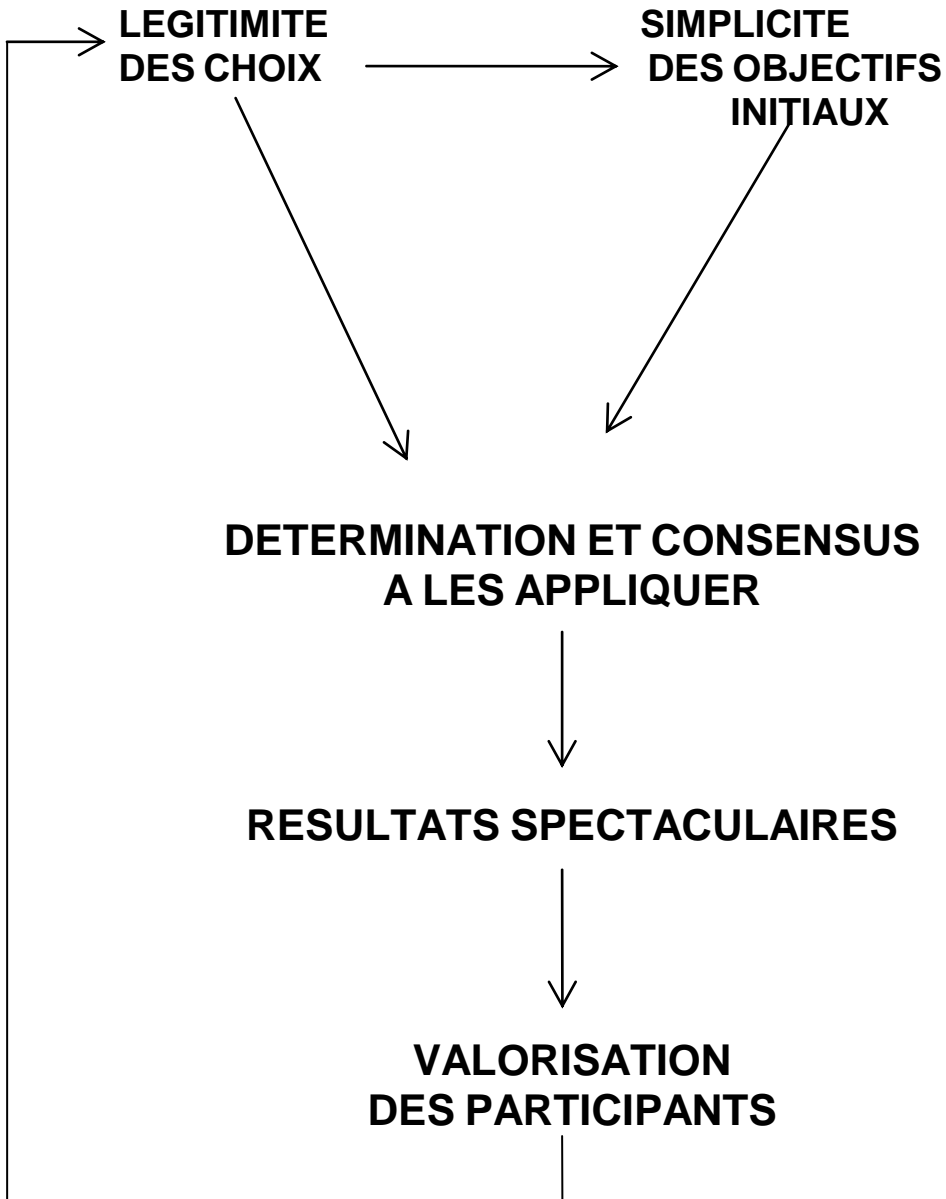 LEGITIMITE
DES CHOIX
SIMPLICITE
DES OBJECTIFS
INITIAUX
DETERMINATION ET CONSENSUS
A LES APPLIQUER
RESULTATS SPECTACULAIRES
VALORISATION
DES PARTICIPANTS